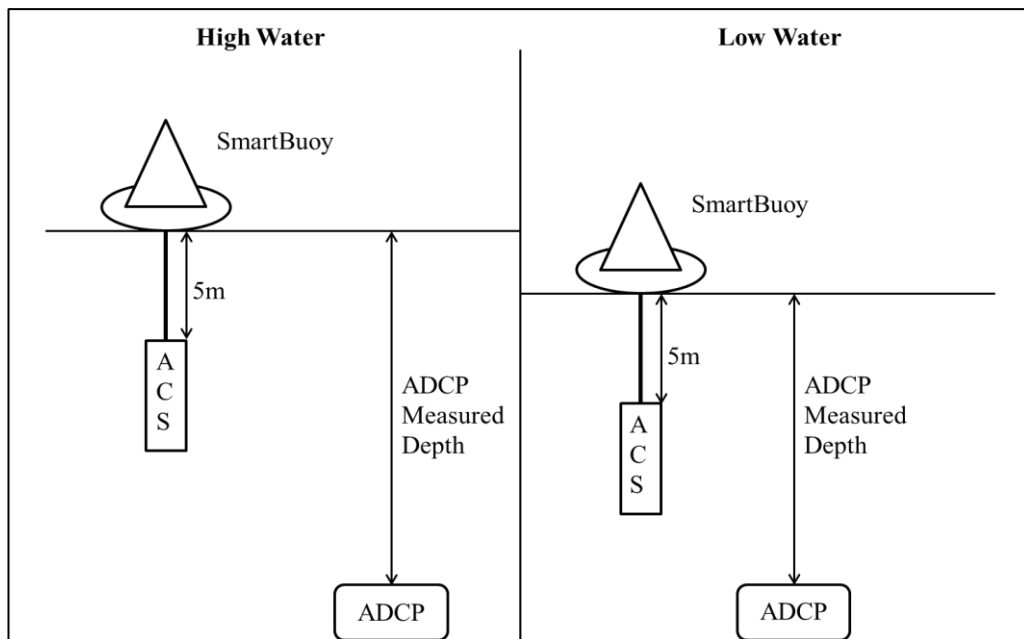 High Water
SmartBuoy
5m
A
C
S
ADCP
Measured
Depth
ADCP
Low Water
SmartBuoy
5m
A
C
S
ADCP
Measured
Depth
ADCP